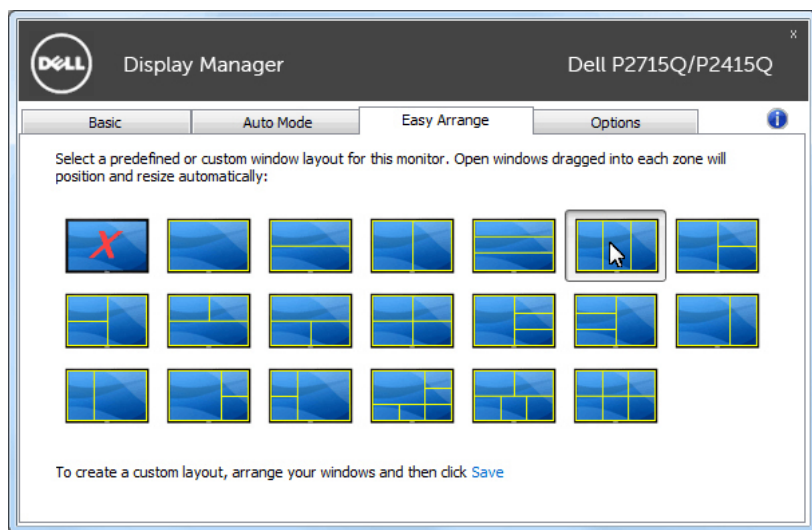 DELL
Display Manager
Dell P2715Q/P2415Q
x
Basic
Auto Mode
Easy Arrange
Options
i
Select a predefined or custom window layout for this monitor. Open windows dragged into each zone will
position and resize automatically:
X
To create a custom layout, arrange your windows and then click Save